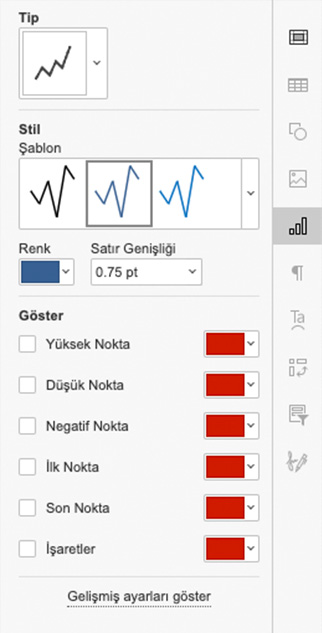 Tip
Stil
Şablon
Renk Satır Genişliği
0.75 pt
Göster
Yüksek Nokta
Düşük Nokta
Negatif Nokta
İlk Nokta
Son Nokta
İşaretler
Gelişmiş ayarları göster
Ta